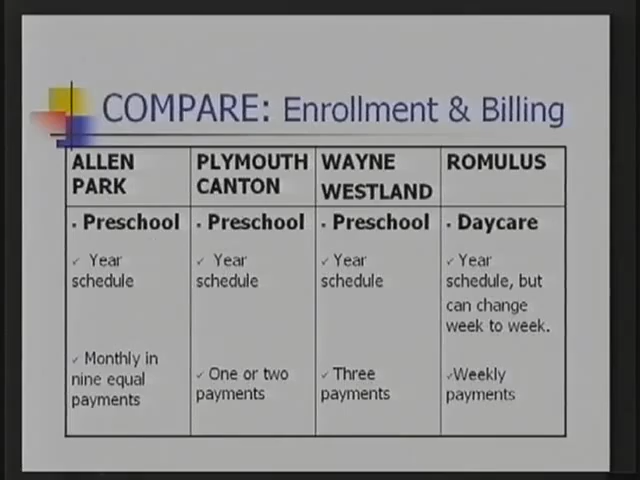 COMPARE: Enrollment & Billing
ALLEN
PARK
PLYMOUTH
CANTON
WAYNE
WESTLAND
ROMULUS
▪ Preschool
▪ Preschool
▪ Preschool
▪ Daycare
✓ Year
schedule
✓ Year
schedule
✓ Year
schedule
✓ Year
schedule, but
can change
week to week.
✓ Monthly in
nine equal
payments
✓ One or two
payments
✓ Three
payments
✓Weekly
payments